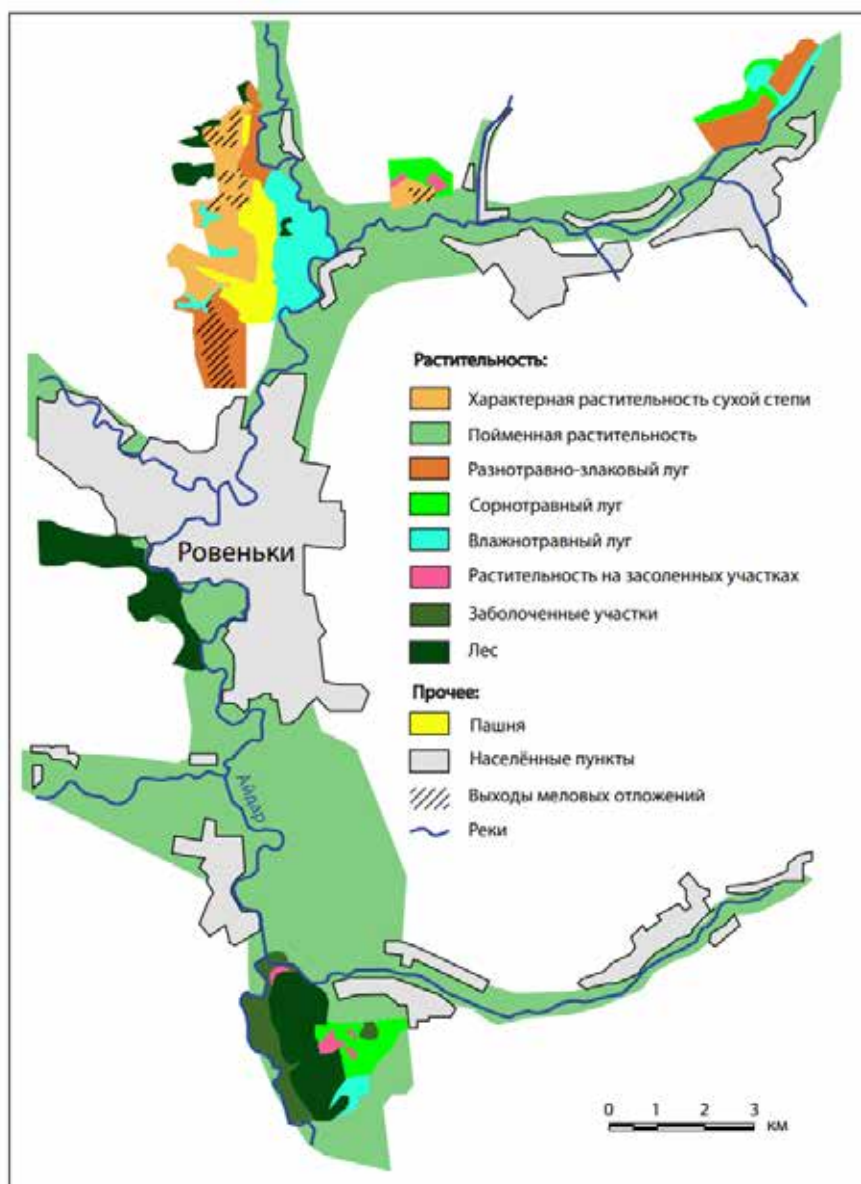 Растительность:
Характерная растительность сухой степи
Пойменная растительность
Разнотравно-злаковый луг
Сорнотравный луг
Влажнотравный луг
Растительность на засоленных участках
Заболоченные участки
Лес
Прочее:
Пашня
Населённые пункты
Выходы меловых отложений
Реки
Ровеньки
Айдар
0 1 2 3
км